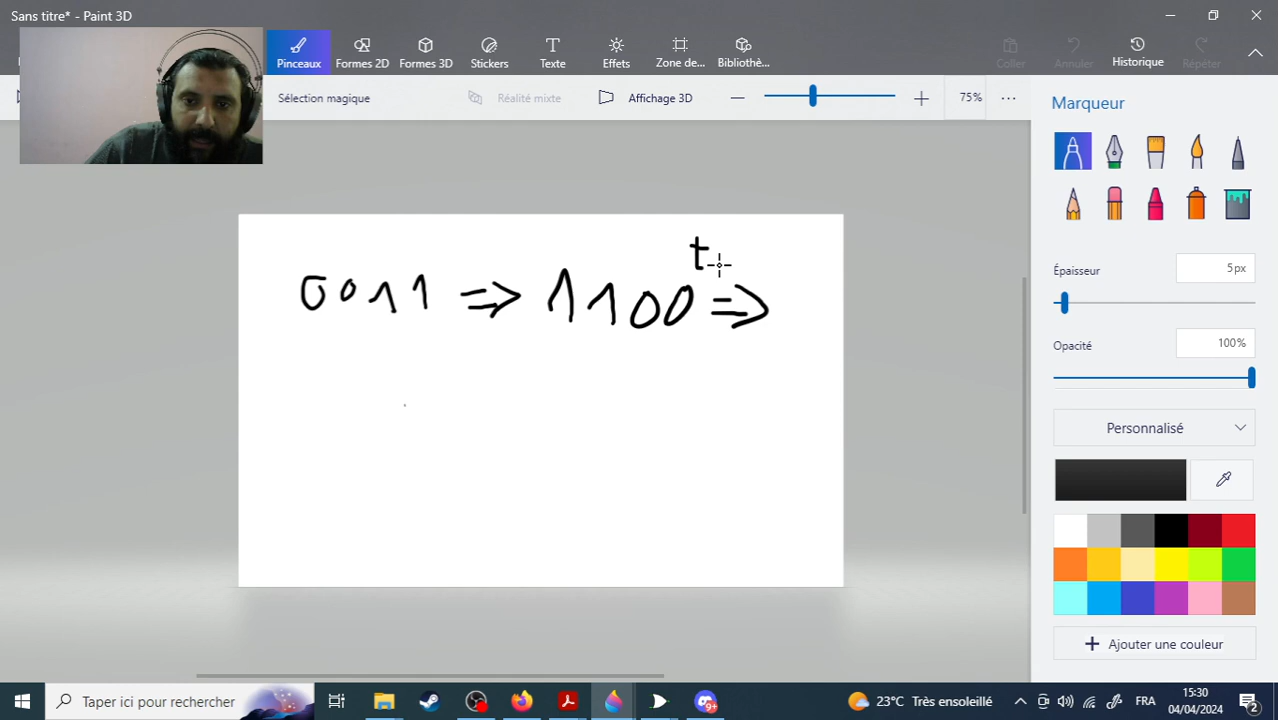 Sans titre* - Paint 3D
Pinceaux
Formes 2D
Formes 3D
Stickers
Texte
Effets
Zone de...
Bibliothè...
Coller
Annuler
Historique
Répéter
Sélection magique
Réalité mixte
Affichage 3D
75%
Marqueur
Épaisseur
5px
Opacité
100%
Personnalisé
Ajouter une couleur
t
0011 => 1100 =>
Taper ici pour rechercher
9+
23°C Très ensoleillé
FRA
15:30
04/04/2024
2